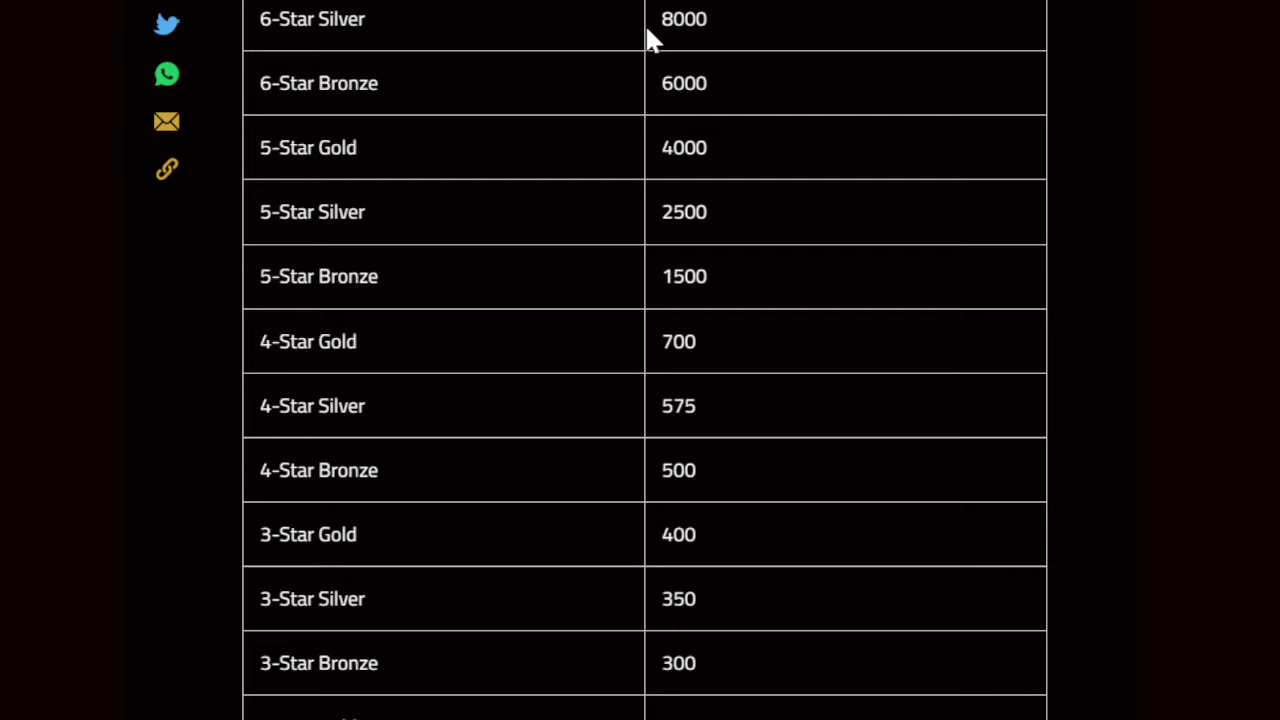 6-Star Silver 8000
6-Star Bronze 6000
5-Star Gold 4000
5-Star Silver 2500
5-Star Bronze 1500
4-Star Gold 700
4-Star Silver 575
4-Star Bronze 500
3-Star Gold 400
3-Star Silver 350
3-Star Bronze 300